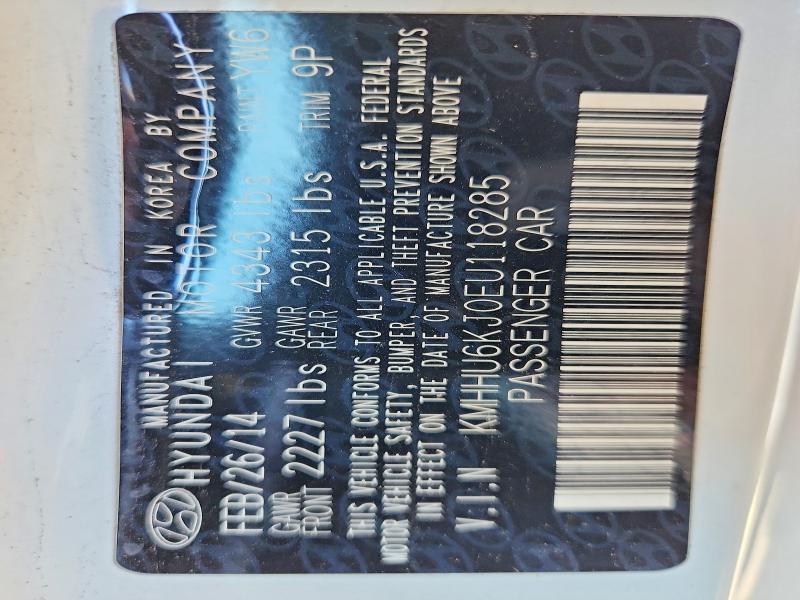 MANUFACTURED IN KOREA BY
HYUNDAI MOTOR COMPANY
FEB/26/14 GVWR 4343 lbs PAINT YW6
GAWR FRONT 2227 lbs GAWR REAR 2315 lbs TRIM 9P
THIS VEHICLE CONFORMS TO ALL APPLICABLE U.S.A. FEDERAL
MOTOR VEHICLE SAFETY, BUMPER, AND THEFT PREVENTION STANDARDS
IN EFFECT ON THE DATE OF MANUFACTURE SHOWN ABOVE
V.I.N KMHHU6KJ0EU118285
PASSENGER CAR